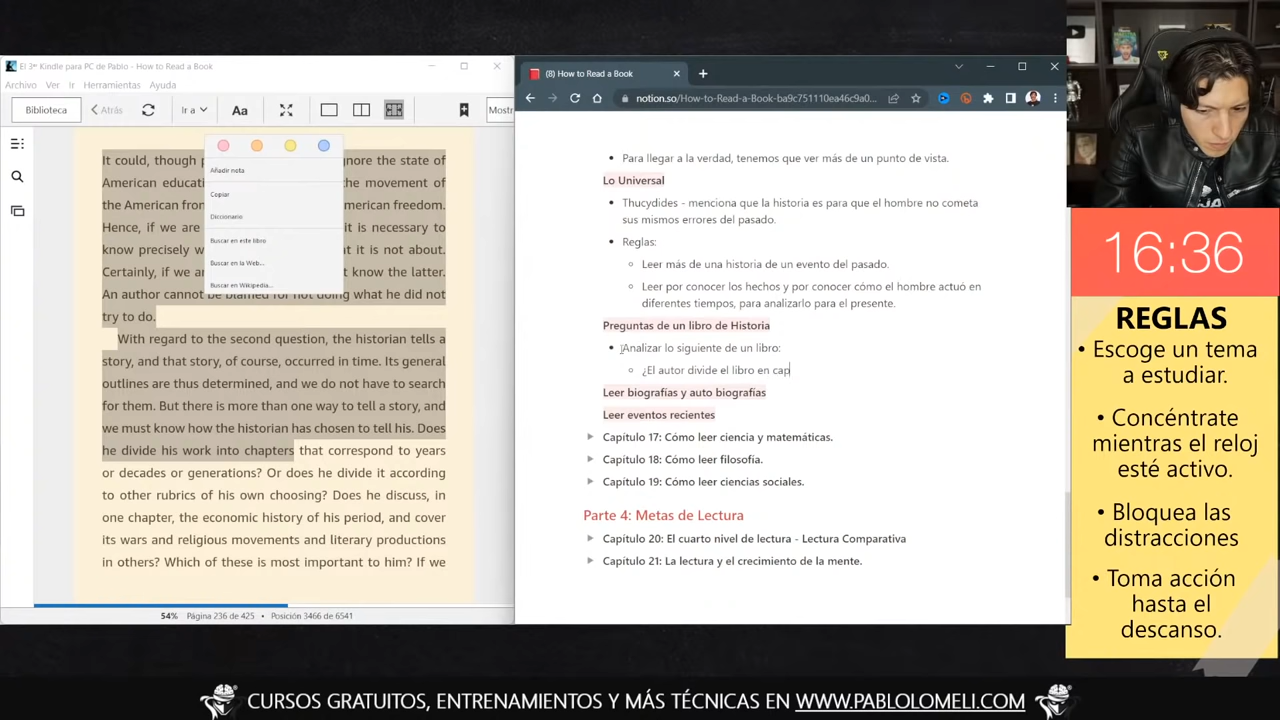 El 3er Kindle para PC de Pablo - How to Read a Book
Archivo Ver Ir Herramientas Ayuda
Biblioteca
Atrás
Ir a
Aa
Mostr
It could, though
gnore the state of
American educati
the movement of
the American fron
merican freedom.
Hence, if we are
it is necessary to
know precisely w
at it is not about.
Certainly, if we ar
t know the latter.
An author cannot be blamed for not doing what he did not
try to do.
With regard to the second question, the historian tells a
story, and that story, of course, occurred in time. Its general
outlines are thus determined, and we do not have to search
for them. But there is more than one way to tell a story, and
we must know how the historian has chosen to tell his. Does
he divide his work into chapters that correspond to years
or decades or generations? Or does he divide it according
to other rubrics of his own choosing? Does he discuss, in
one chapter, the economic history of his period, and cover
its wars and religious movements and literary productions
in others? Which of these is most important to him? If we
Añadir nota
Copiar
Diccionario
Buscar en este libro
Buscar en la Web...
Buscar en Wikipedia...
54% Página 236 de 425 • Posición 3466 de 6541
(8) How to Read a Book
notion.so/How-to-Read-a-Book-ba9c751110ea46c9a0...
• Para llegar a la verdad, tenemos que ver más de un punto de vista.
Lo Universal
• Thucydides - menciona que la historia es para que el hombre no cometa
sus mismos errores del pasado.
• Reglas:
◦ Leer más de una historia de un evento del pasado.
◦ Leer por conocer los hechos y por conocer cómo el hombre actuó en
diferentes tiempos, para analizarlo para el presente.
Preguntas de un libro de Historia
• Analizar lo siguiente de un libro:
◦ ¿El autor divide el libro en cap
Leer biografías y auto biografías
Leer eventos recientes
Capítulo 17: Cómo leer ciencia y matemáticas.
Capítulo 18: Cómo leer filosofía.
Capítulo 19: Cómo leer ciencias sociales.
Parte 4: Metas de Lectura
Capítulo 20: El cuarto nivel de lectura - Lectura Comparativa
Capítulo 21: La lectura y el crecimiento de la mente.
16:36
REGLAS
• Escoge un tema
a estudiar.
• Concéntrate
mientras el reloj
esté activo.
• Bloquea las
distracciones
• Toma acción
hasta el
descanso.
CURSOS GRATUITOS, ENTRENAMIENTOS Y MÁS TÉCNICAS EN WWW.PABLOLOMELI.COM